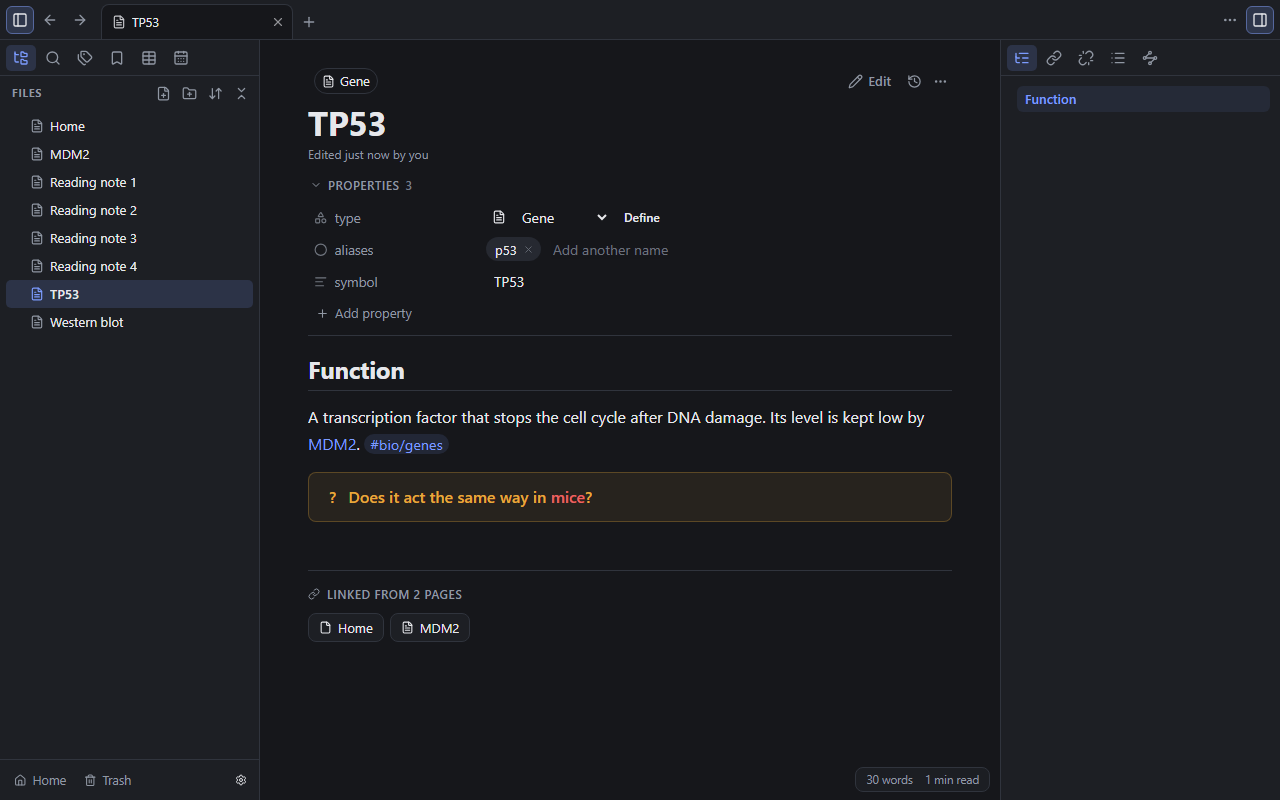 TP53
FILES
Home
MDM2
Reading note 1
Reading note 2
Reading note 3
Reading note 4
TP53
Western blot
Home
Trash
Gene
Edit
TP53
Edited just now by you
PROPERTIES 3
type Gene Define
aliases p53 Add another name
symbol TP53
Add property
Function
A transcription factor that stops the cell cycle after DNA damage. Its level is kept low by
MDM2. #bio/genes
? Does it act the same way in mice?
LINKED FROM 2 PAGES
Home MDM2
30 words 1 min read
Function